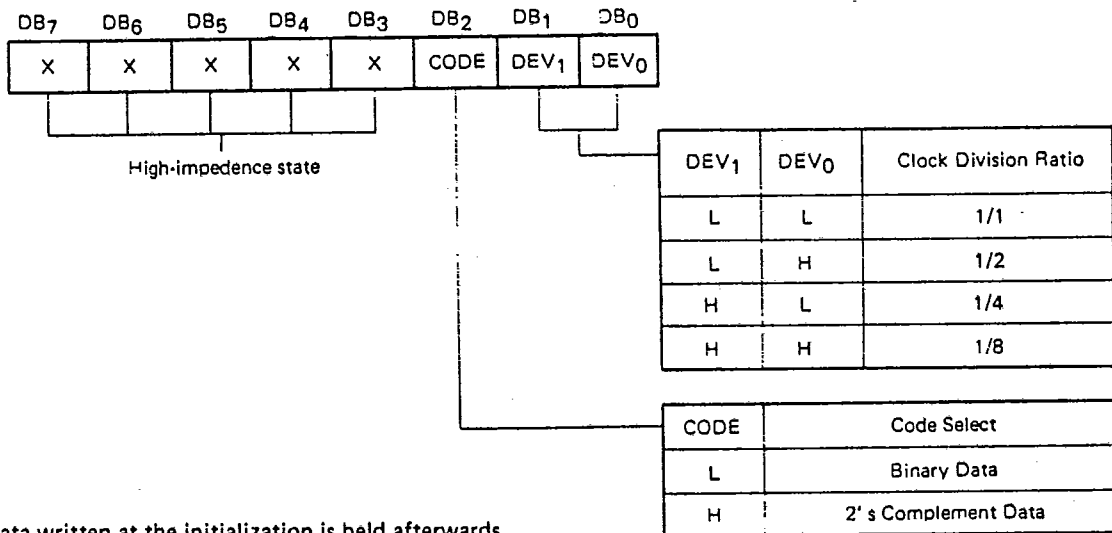 DB7 DB6 DB5 DB4 DB3 DB2 DB1 DB0
X X X X X CODE DEV1 DEV0
High-impedence state
DEV1 DEV0 Clock Division Ratio
L L 1/1
L H 1/2
H L 1/4
H H 1/8
CODE Code Select
L Binary Data
H 2' s Complement Data
ata written at the initialization is held afterwards